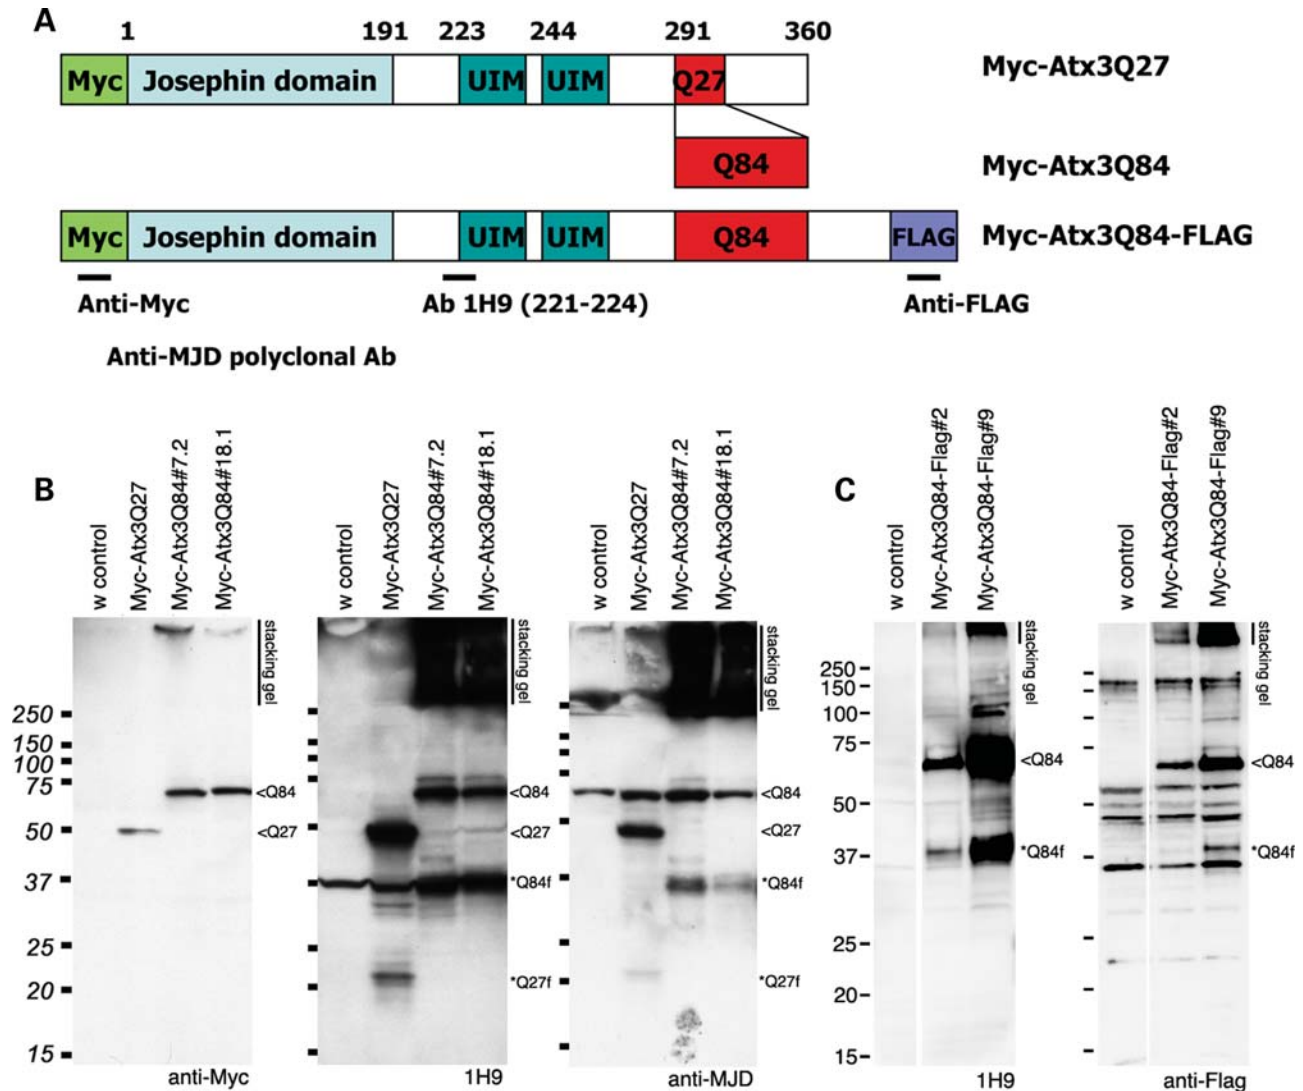 A
1 191 223 244 291 360
Myc Josephin domain UIM UIM Q27 Myc-Atx3Q27
Q84 Myc-Atx3Q84
Myc Josephin domain UIM UIM Q84 FLAG Myc-Atx3Q84-FLAG
Anti-Myc Ab 1H9 (221-224) Anti-FLAG
Anti-MJD polyclonal Ab
B
w control
Myc-Atx3Q27
Myc-Atx3Q84#7.2
Myc-Atx3Q84#18.1
stacking gel
250
150
100
75
50
37
25
20
15
<Q84
<Q27
anti-Myc
w control
Myc-Atx3Q27
Myc-Atx3Q84#7.2
Myc-Atx3Q84#18.1
stacking gel
<Q84
<Q27
*Q84f
*Q27f
1H9
w control
Myc-Atx3Q27
Myc-Atx3Q84#7.2
Myc-Atx3Q84#18.1
stacking gel
<Q84
<Q27
*Q84f
*Q27f
anti-MJD
C
w control
Myc-Atx3Q84-Flag#2
Myc-Atx3Q84-Flag#9
stacking gel
250
150
100
75
50
37
25
20
15
<Q84
*Q84f
1H9
w control
Myc-Atx3Q84-Flag#2
Myc-Atx3Q84-Flag#9
stacking gel
<Q84
*Q84f
anti-Flag